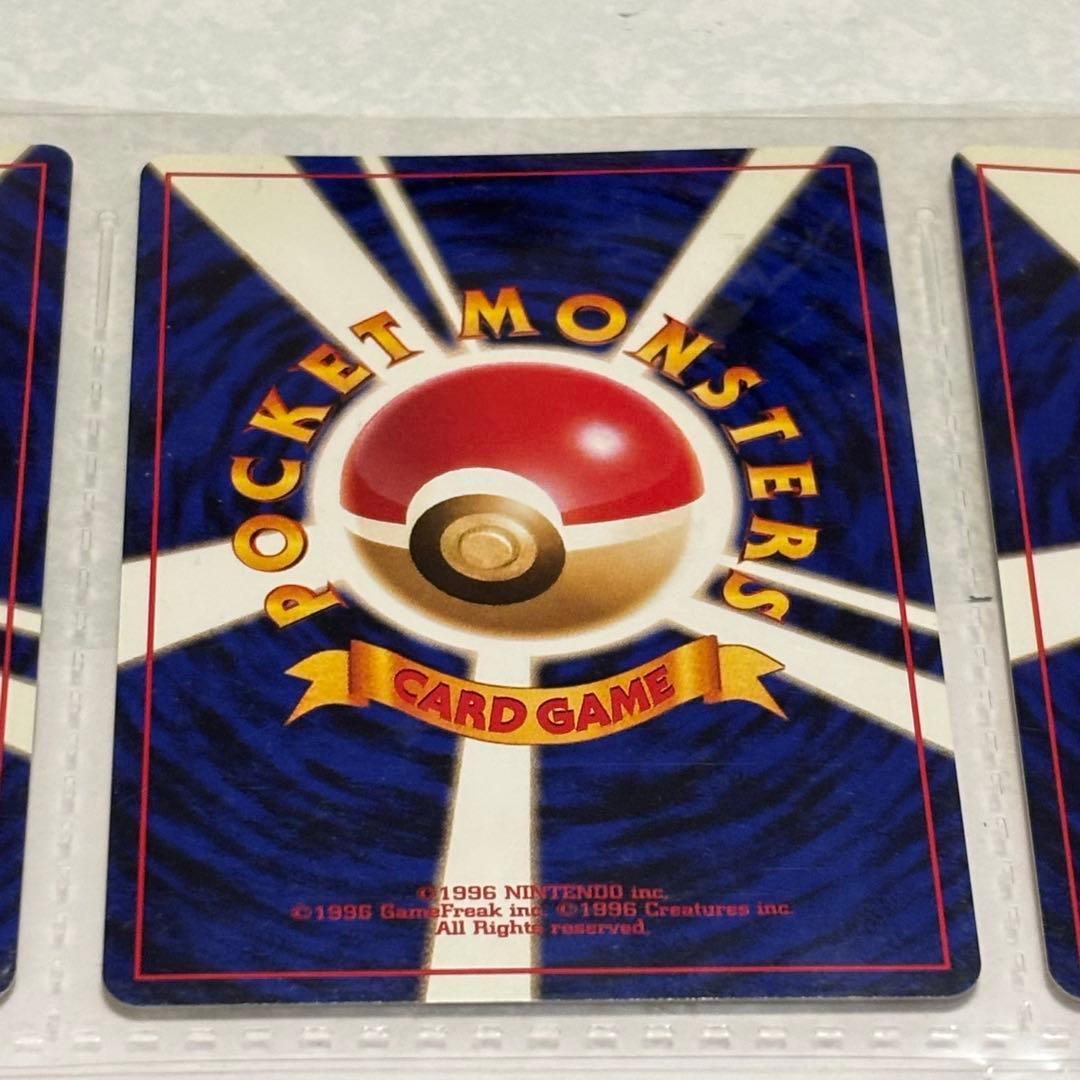 POCKET MONSTERS
CARD GAME
©1996 NINTENDO inc.
©1996 GameFreak inc. ©1996 Creatures inc.
All Rights reserved.